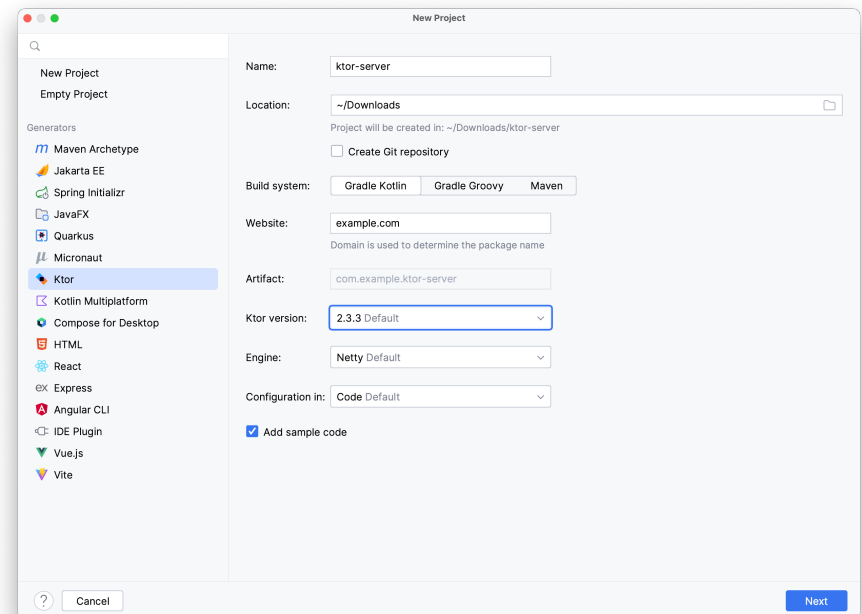 New Project
New Project
Empty Project
Generators
Maven Archetype
Jakarta EE
Spring Initializr
JavaFX
Quarkus
Micronaut
Ktor
Kotlin Multiplatform
Compose for Desktop
HTML
React
ex Express
Angular CLI
IDE Plugin
Vue.js
Vite
Name: ktor-server
Location: ~/Downloads
Project will be created in: ~/Downloads/ktor-server
Create Git repository
Build system: Gradle Kotlin Gradle Groovy Maven
Website: example.com
Domain is used to determine the package name
Artifact: com.example.ktor-server
Ktor version: 2.3.3 Default
Engine: Netty Default
Configuration in: Code Default
Add sample code
? Cancel Next